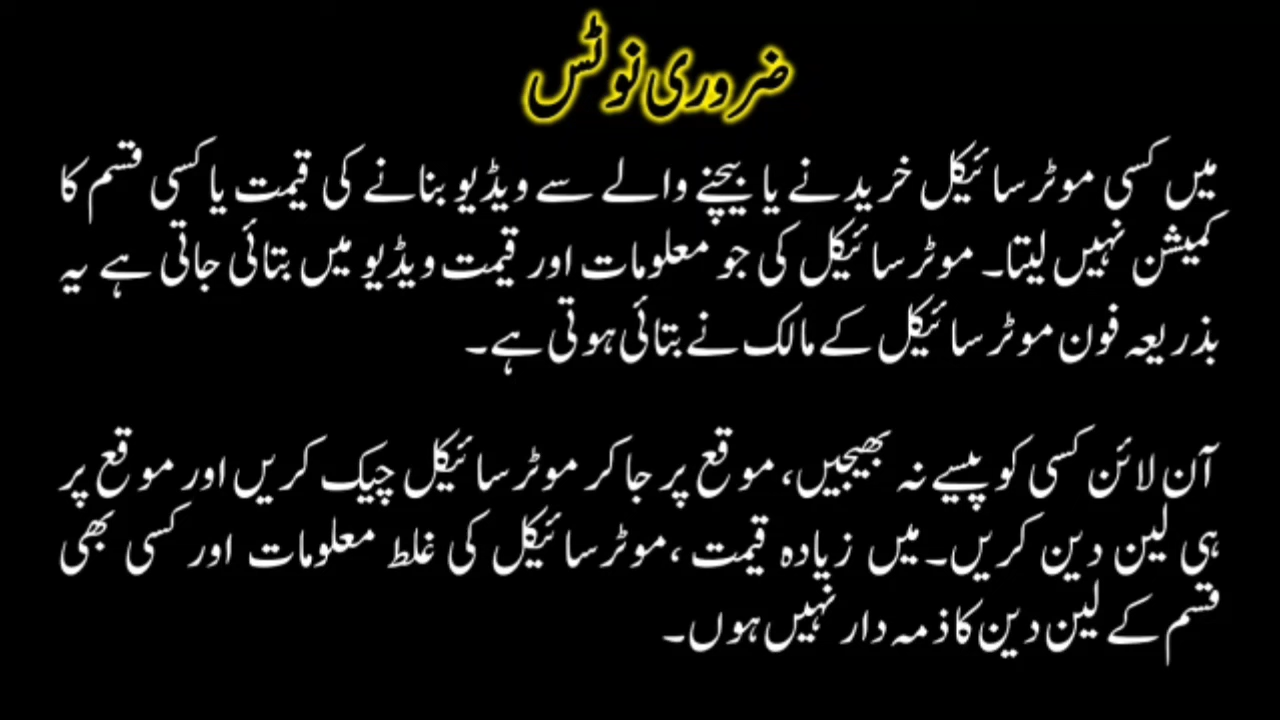 ضروری نوٹس
میں کسی موٹر سائیکل خریدنے یا بیچنے والے سے ویڈیو بنانے کی قیمت یا کسی قسم کا
کمیشن نہیں لیتا۔ موٹر سائیکل کی جو معلومات اور قیمت ویڈیو میں بتائی جاتی ہے یہ
بذریعہ فون موٹر سائیکل کے مالک نے بتائی ہوتی ہے۔
آن لائن کسی کو پیسے نہ بھیجیں، موقع پر جا کر موٹر سائیکل چیک کریں اور موقع پر
ہی لین دین کریں۔ میں زیادہ قیمت ،موٹر سائیکل کی غلط معلومات اور کسی بھی
قسم کے لین دین کا ذمہ دار نہیں ہوں۔